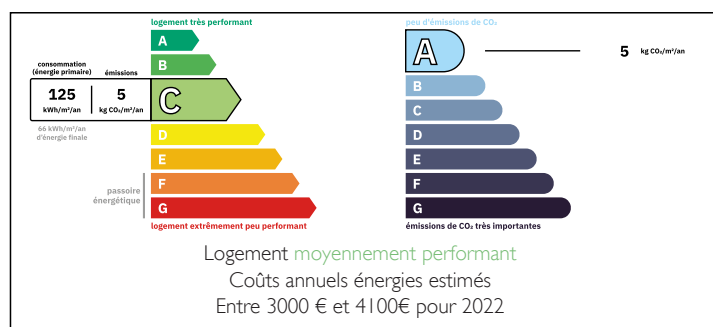 logement très performant
A
B
consommation
(énergie primaire)
émissions
125
kWh/m²/an
5
kg CO₂/m²/an
C
66 kWh/m²/an
d'énergie finale
D
E
passoire
énergétique
F
G
logement extrêmement peu performant
peu d'émissions de CO₂
A
5 kg CO₂/m²/an
B
C
D
E
F
G
émissions de CO₂ très importantes
Logement moyennement performant
Coûts annuels énergies estimés
Entre 3000 € et 4100€ pour 2022